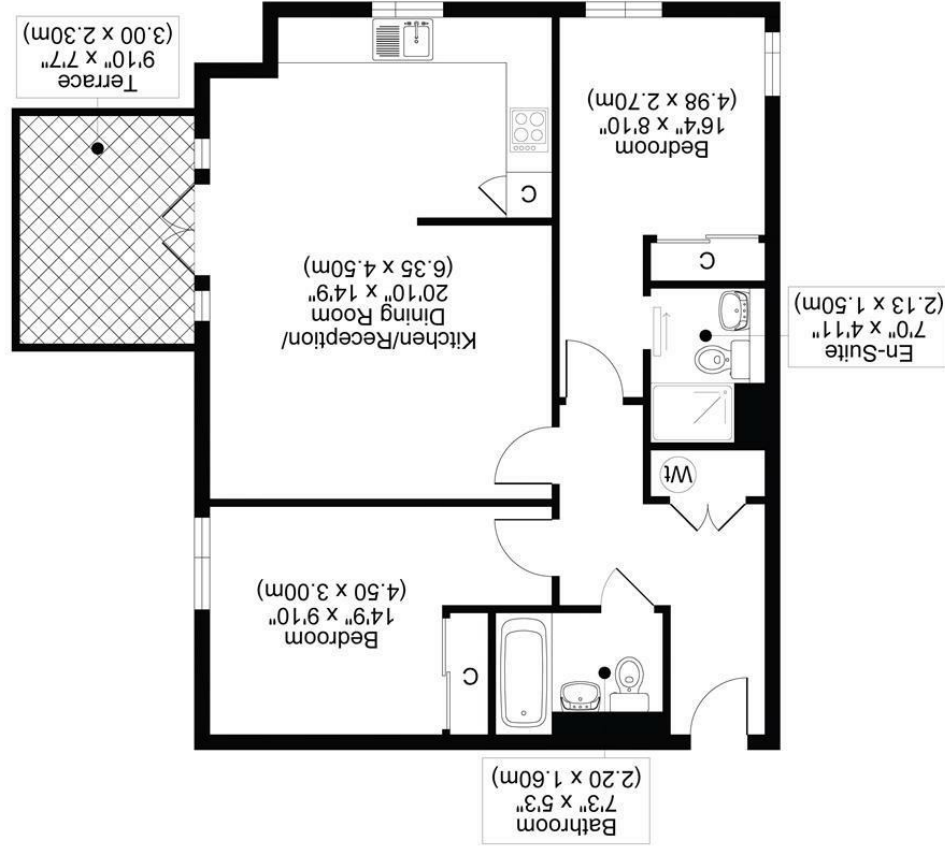 Bathroom
7'3" x 5'3"
(2.20 x 1.60m)
C
Bedroom
14'9" x 9'10"
(4.50 x 3.00m)
Wt
En-Suite
7'0" x 4'11"
(2.13 x 1.50m)
Kitchen/Reception/
Dining Room
20'10" x 14'9"
(6.35 x 4.50m)
C
C
Bedroom
16'4" x 8'10"
(4.98 x 2.70m)
Terrace
9'10" x 7'7"
(3.00 x 2.30m)